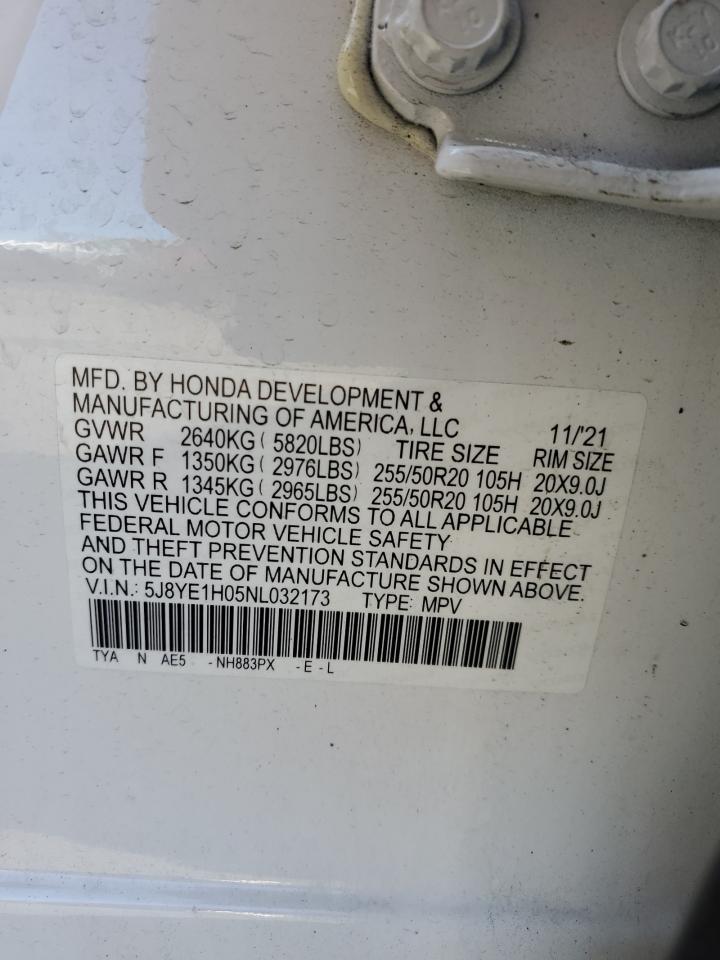 MFD. BY HONDA DEVELOPMENT &
MANUFACTURING OF AMERICA, LLC 11/'21
GVWR 2640KG ( 5820LBS) TIRE SIZE RIM SIZE
GAWR F 1350KG ( 2976LBS) 255/50R20 105H 20X9.0J
GAWR R 1345KG ( 2965LBS) 255/50R20 105H 20X9.0J
THIS VEHICLE CONFORMS TO ALL APPLICABLE
FEDERAL MOTOR VEHICLE SAFETY
AND THEFT PREVENTION STANDARDS IN EFFECT
ON THE DATE OF MANUFACTURE SHOWN ABOVE.
V.I.N.: 5J8YE1H05NL032173 TYPE: MPV
TYA N AE5 -NH883PX -E-L